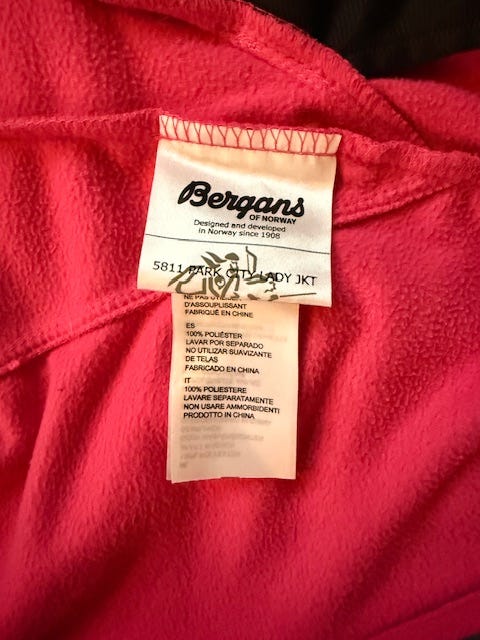 Bergans
OF NORWAY
Designed and developed
in Norway since 1908
5811 PARK CITY LADY JKT
NE PAS UTILISER
D'ASSOUPLISSANT
FABRIQUÉ EN CHINE
ES
100% POLIÉSTER
LAVAR POR SEPARADO
NO UTILIZAR SUAVIZANTE
DE TELAS
FABRICADO EN CHINA
IT
100% POLIESTERE
LAVARE SEPARATAMENTE
NON USARE AMMORBIDENTI
PRODOTTO IN CHINA